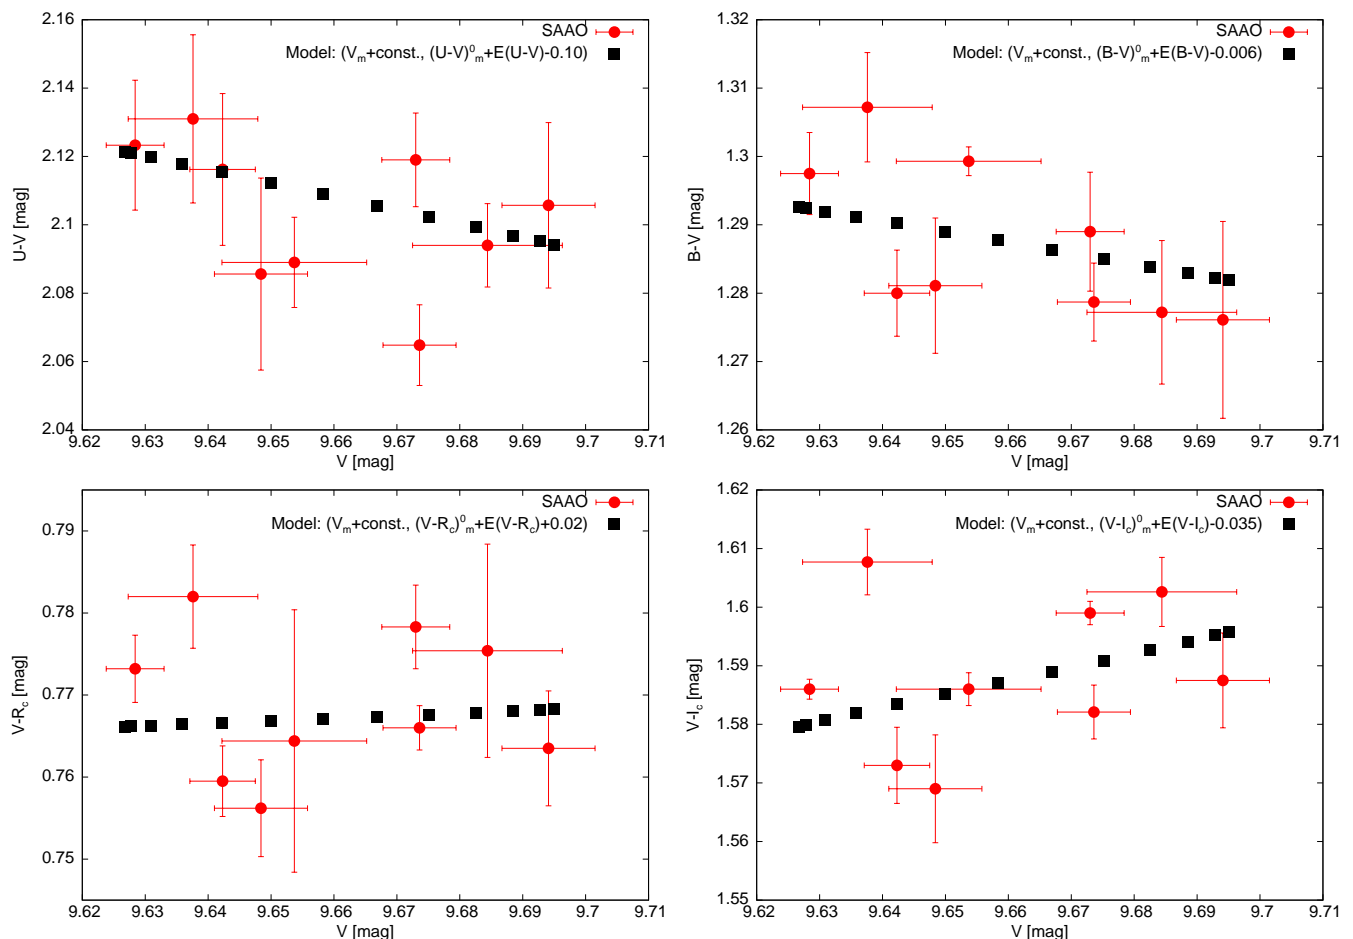 2.16
2.14
2.12
2.1
2.08
2.06
2.04
9.62 9.63 9.64 9.65 9.66 9.67 9.68 9.69 9.7 9.71
U-V [mag]
V [mag]
SAAO
Model: (Vₘ+const., (U-V)⁰ₘ+E(U-V)-0.10)
1.32
1.31
1.3
1.29
1.28
1.27
1.26
9.62 9.63 9.64 9.65 9.66 9.67 9.68 9.69 9.7 9.71
B-V [mag]
V [mag]
SAAO
Model: (Vₘ+const., (B-V)⁰ₘ+E(B-V)-0.006)
0.79
0.78
0.77
0.76
0.75
9.62 9.63 9.64 9.65 9.66 9.67 9.68 9.69 9.7 9.71
V-R_c [mag]
V [mag]
SAAO
Model: (Vₘ+const., (V-R_c)⁰ₘ+E(V-R_c)+0.02)
1.62
1.61
1.6
1.59
1.58
1.57
1.56
1.55
9.62 9.63 9.64 9.65 9.66 9.67 9.68 9.69 9.7 9.71
V-I_c [mag]
V [mag]
SAAO
Model: (Vₘ+const., (V-I_c)⁰ₘ+E(V-I_c)-0.035)